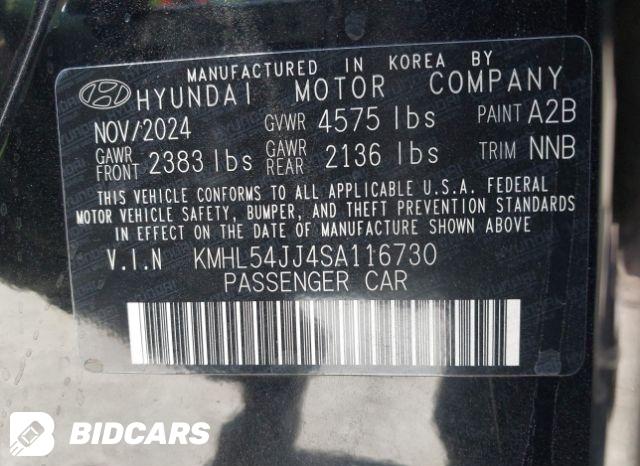 MANUFACTURED IN KOREA BY
HYUNDAI MOTOR COMPANY
NOV/2024 GVWR 4575 lbs PAINT A2B
GAWR FRONT 2383 lbs GAWR REAR 2136 lbs TRIM NNB
THIS VEHICLE CONFORMS TO ALL APPLICABLE U.S.A. FEDERAL
MOTOR VEHICLE SAFETY, BUMPER, AND THEFT PREVENTION STANDARDS
IN EFFECT ON THE DATE OF MANUFACTURE SHOWN ABOVE
V.I.N KMHL54JJ4SA116730
PASSENGER CAR
BIDCARS